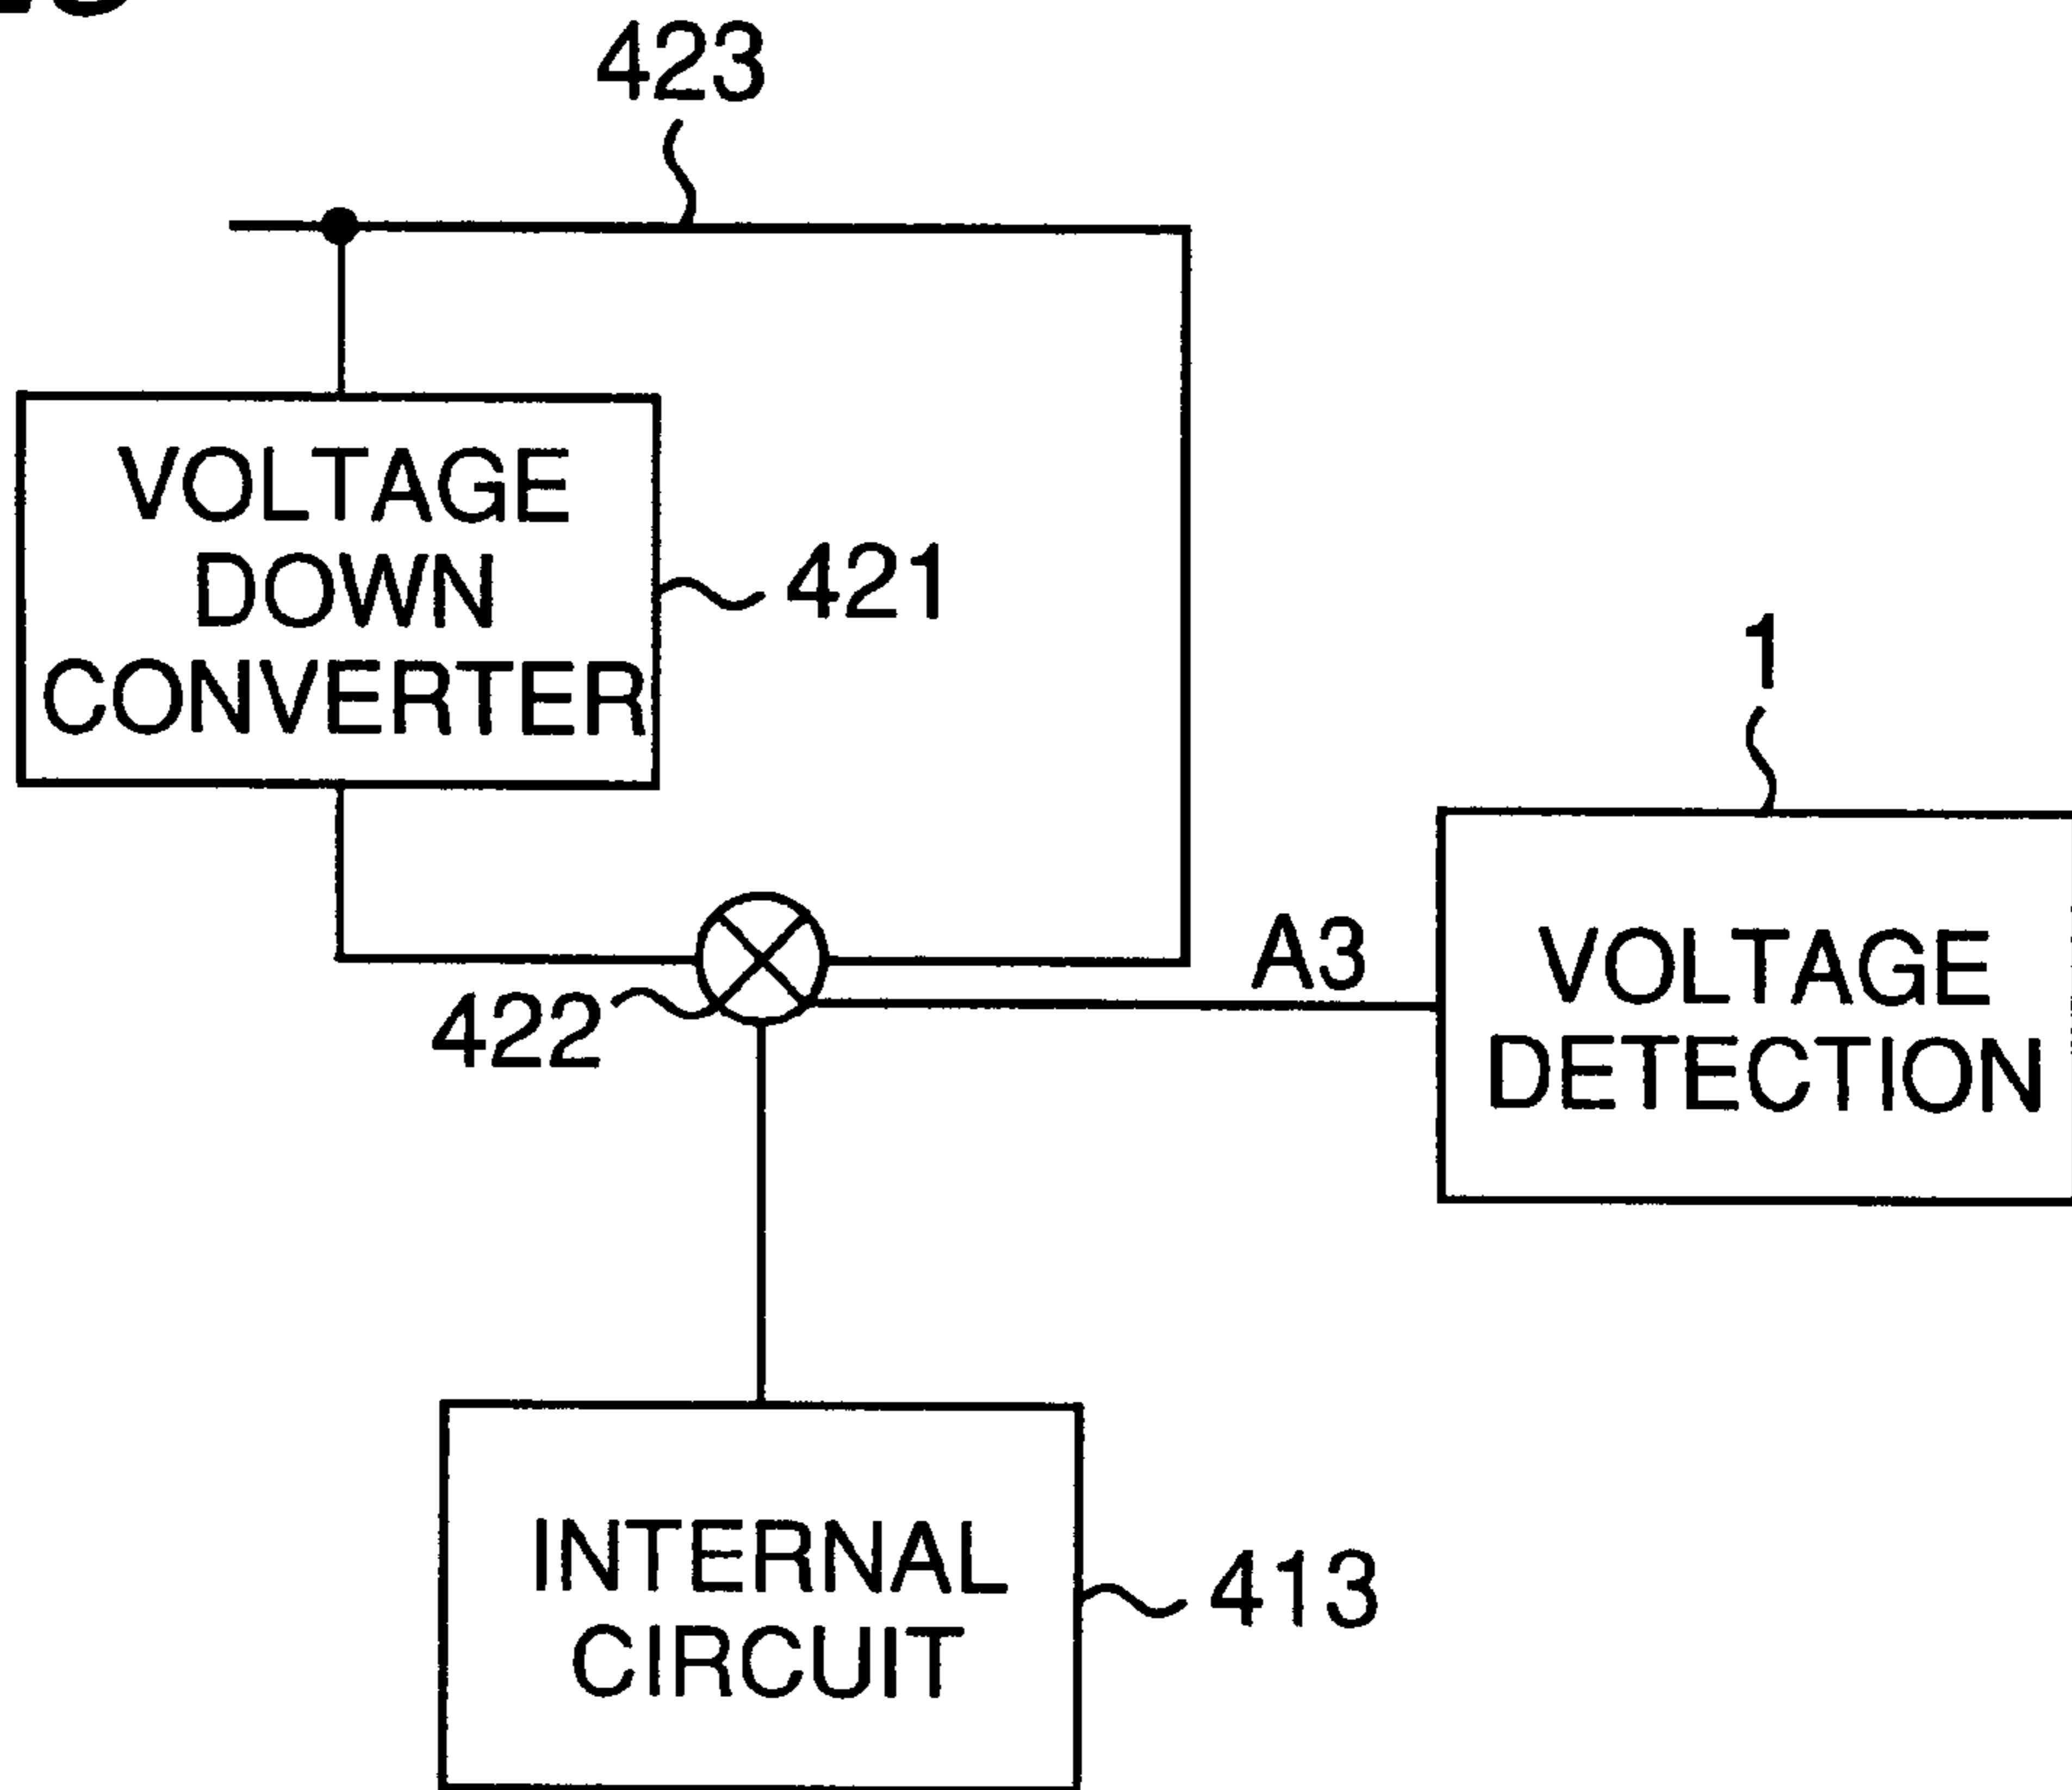 423
VOLTAGE
DOWN
CONVERTER
421
1
A3
VOLTAGE
DETECTION
422
INTERNAL
CIRCUIT
413